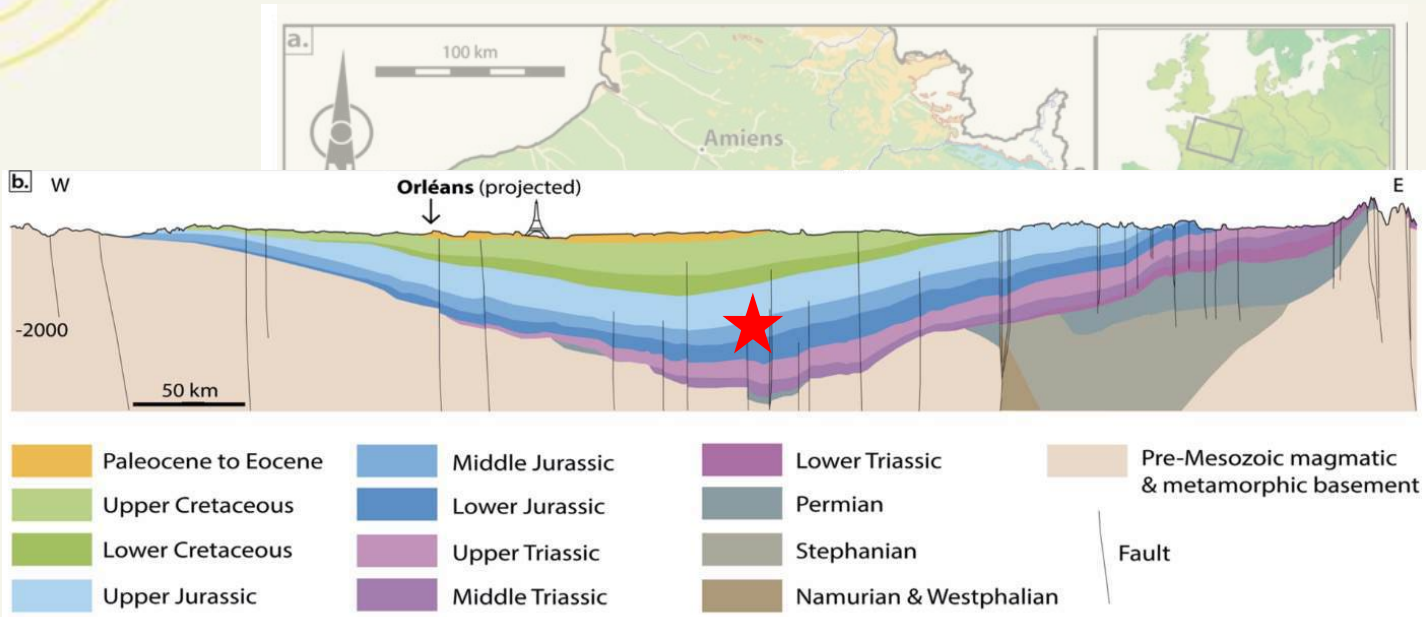 a.
100 km
Amiens
b. W
Orléans (projected)
E
-2000
50 km
Paleocene to Eocene
Upper Cretaceous
Lower Cretaceous
Upper Jurassic
Middle Jurassic
Lower Jurassic
Upper Triassic
Middle Triassic
Lower Triassic
Permian
Stephanian
Namurian & Westphalian
Pre-Mesozoic magmatic
& metamorphic basement
Fault